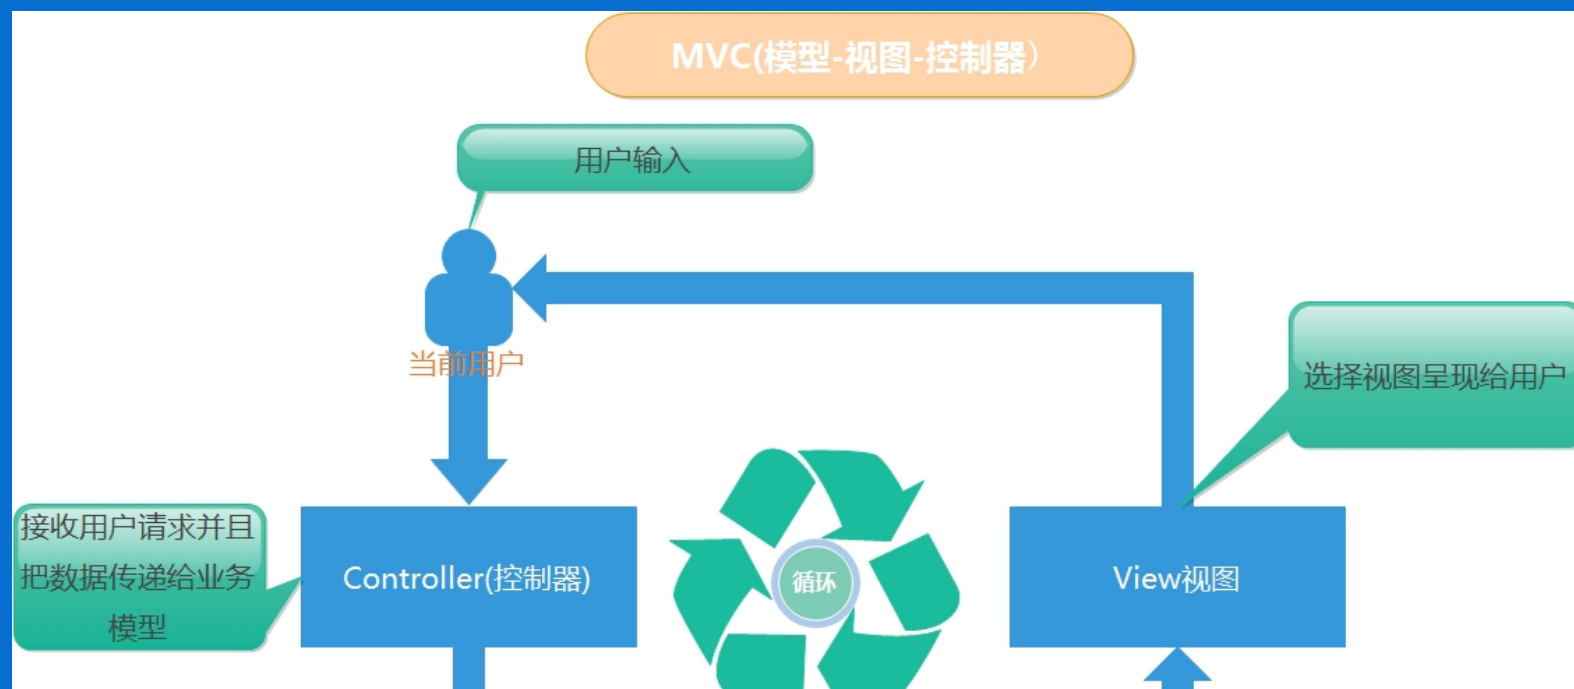 MVC(模型-视图-控制器）
用户输入
当前用户
选择视图呈现给用户
接收用户请求并且
把数据传递给业务
模型
Controller(控制器)
循环
View视图